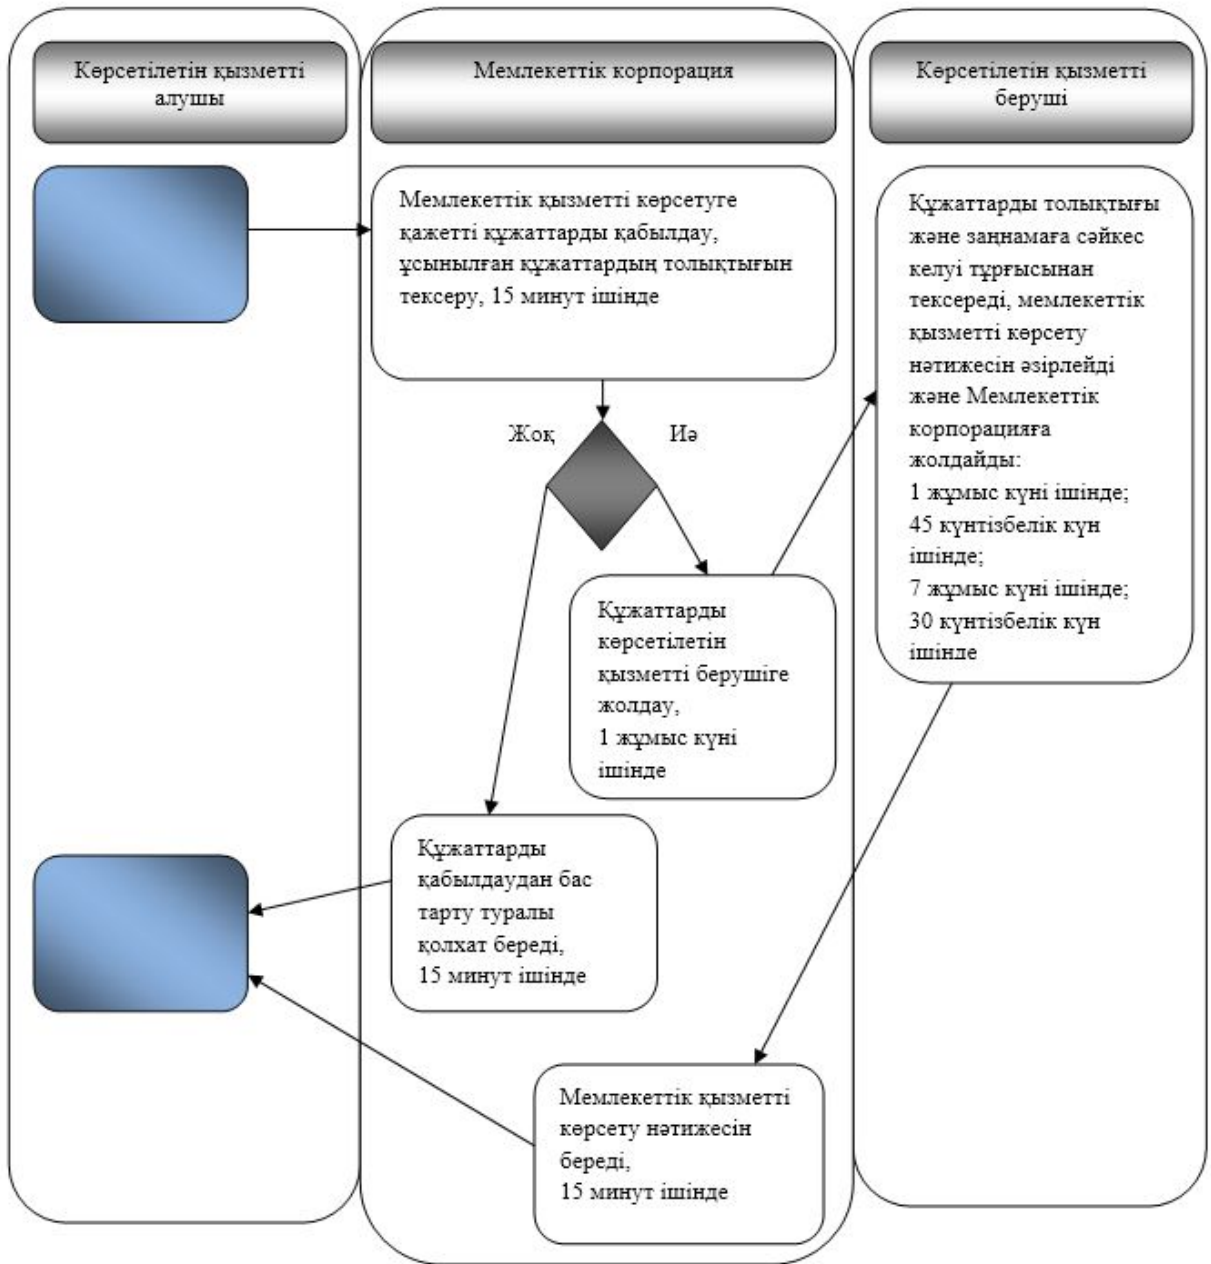 Көрсетілетін қызметті
алушы
Мемлекеттік корпорация
Көрсетілетін қызметті
беруші
Мемлекеттік қызметті көрсетуге
қажетті құжаттарды қабылдау,
ұсынылған құжаттардың толықтығын
тексеру, 15 минут ішінде
Құжаттарды толықтығы
және заңнамаға сәйкес
келуі тұрғысынан
тексереді, мемлекеттік
қызметті көрсету
нәтижесін әзірлейді
және Мемлекеттік
корпорацияға
жолдайды:
1 жұмыс күні ішінде;
45 күнтізбелік күн
ішінде;
7 жұмыс күні ішінде;
30 күнтізбелік күн
ішінде
Жоқ
Иә
Құжаттарды
көрсетілетін
қызметті берушіге
жолдау,
1 жұмыс күні
ішінде
Құжаттарды
қабылдаудан бас
тарту туралы
қолхат береді,
15 минут ішінде
Мемлекеттік қызметті
көрсету нәтижесін
береді,
15 минут ішінде